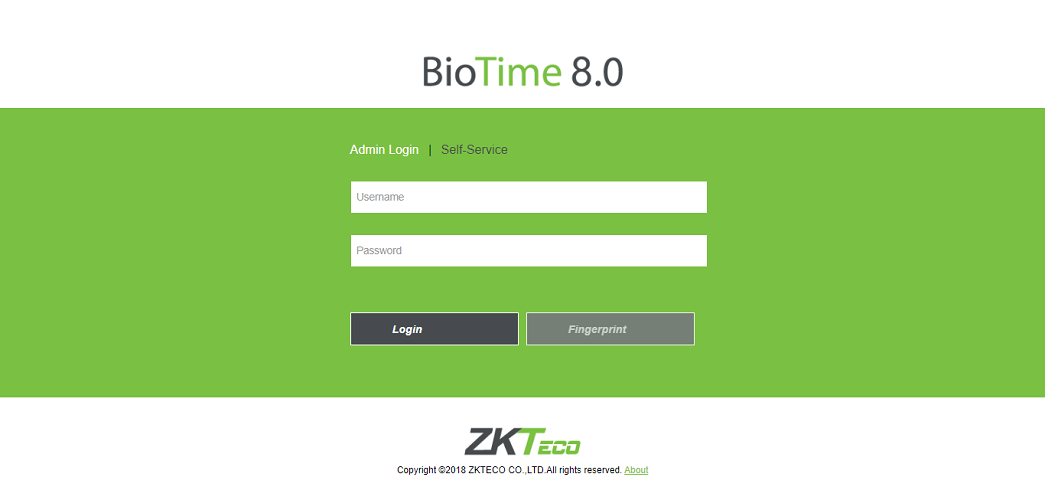 BioTime 8.0
Admin Login | Self-Service
Username
Password
Login Fingerprint
ZKTECO
Copyright ©2018 ZKTECO CO.,LTD.All rights reserved. About